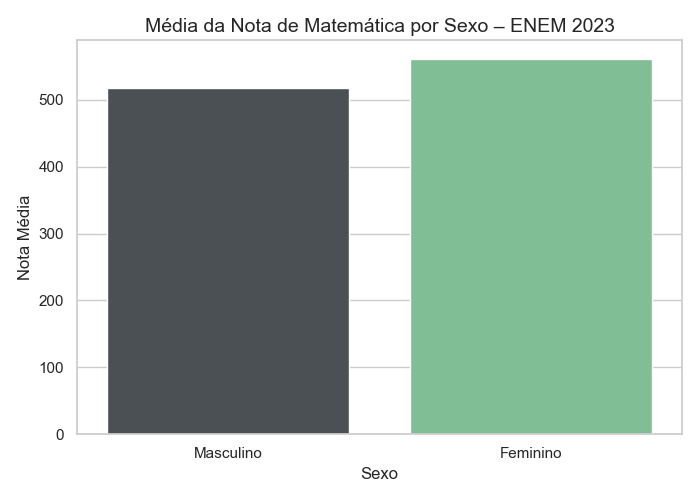 Média da Nota de Matemática por Sexo – ENEM 2023
Nota Média
500
400
300
200
100
0
Masculino
Feminino
Sexo